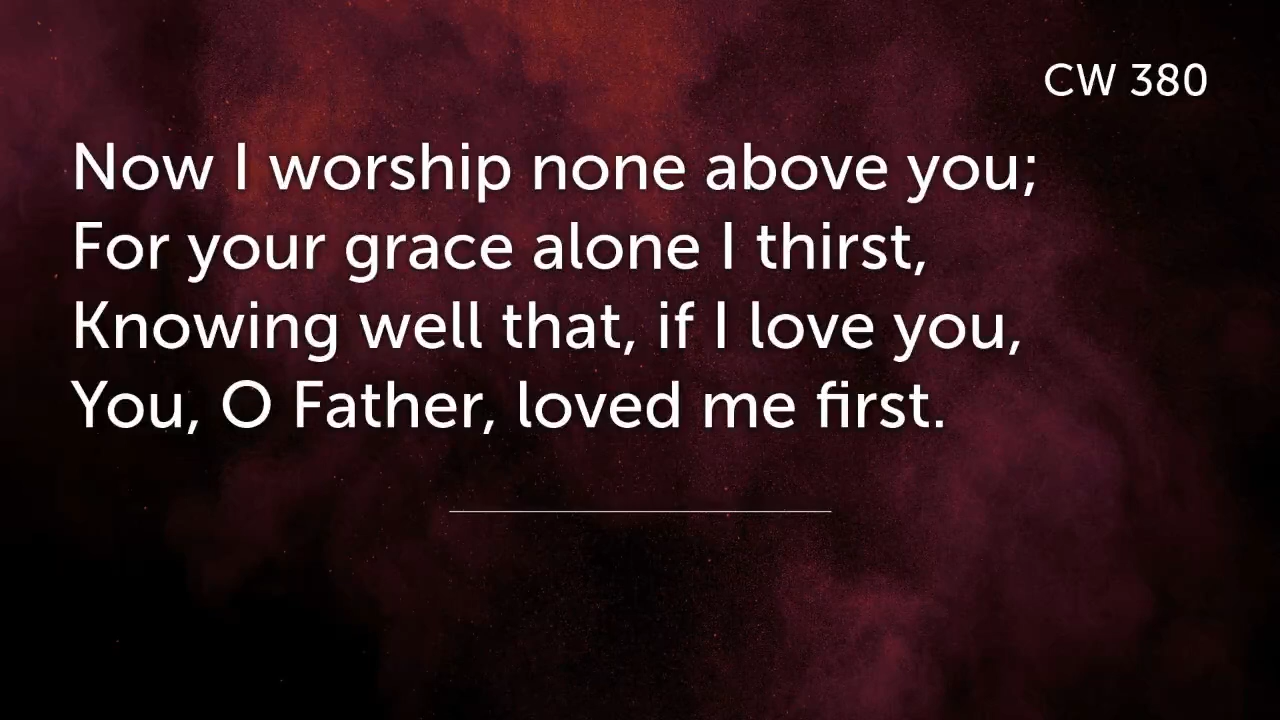 CW 380
Now I worship none above you;
For your grace alone I thirst,
Knowing well that, if I love you,
You, O Father, loved me first.